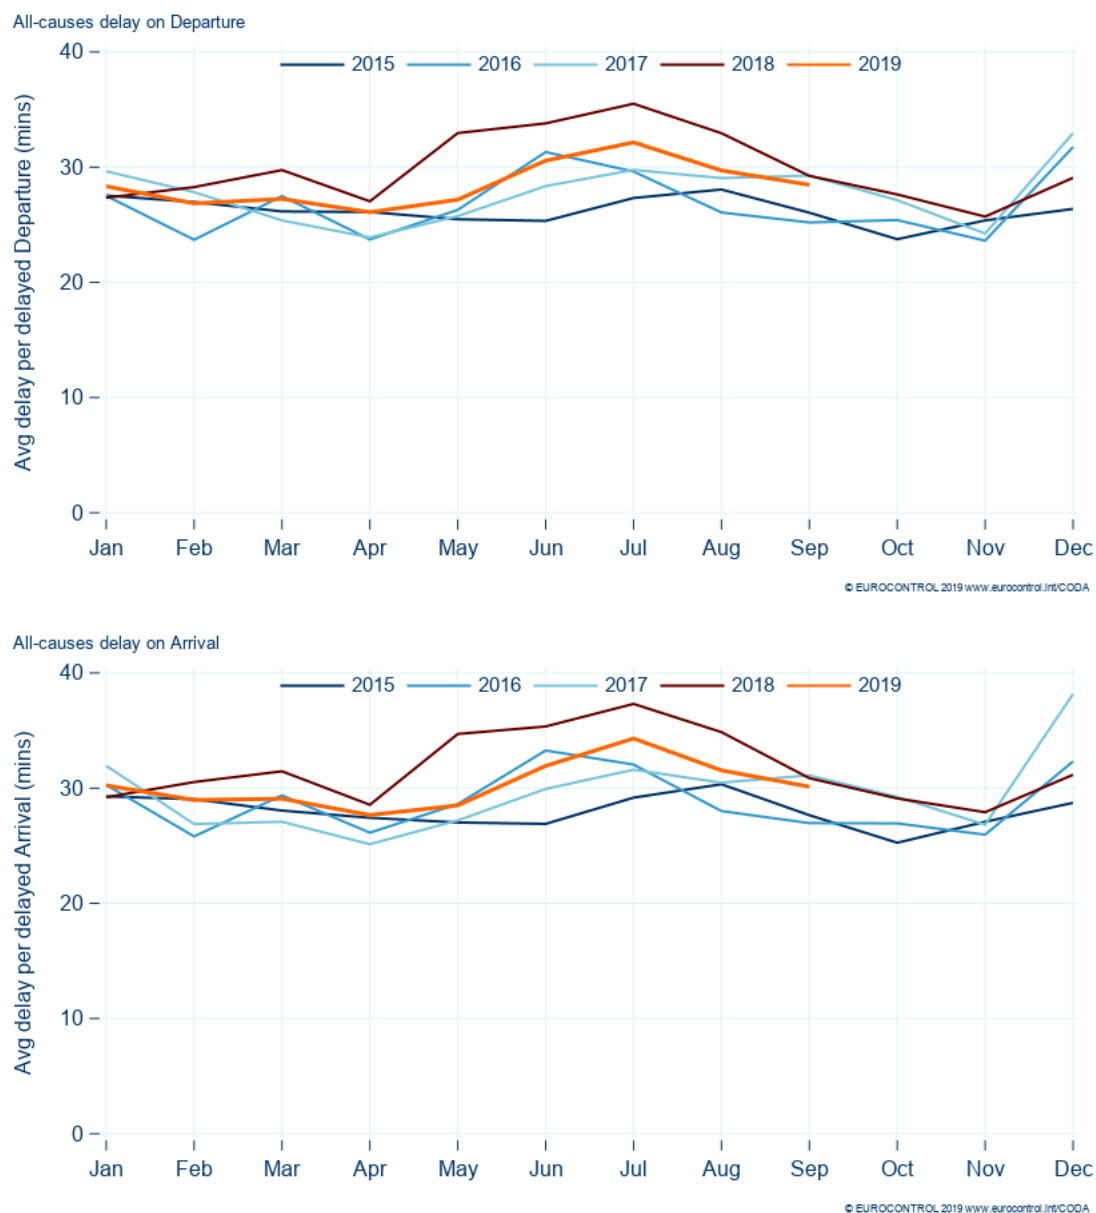 All-causes delay on Departure
2015 2016 2017 2018 2019
Avg delay per delayed Departure (mins)
40
30
20
10
0
Jan Feb Mar Apr May Jun Jul Aug Sep Oct Nov Dec
© EUROCONTROL 2019 www.eurocontrol.int/CODA
All-causes delay on Arrival
2015 2016 2017 2018 2019
Avg delay per delayed Arrival (mins)
40
30
20
10
0
Jan Feb Mar Apr May Jun Jul Aug Sep Oct Nov Dec
© EUROCONTROL 2019 www.eurocontrol.int/CODA